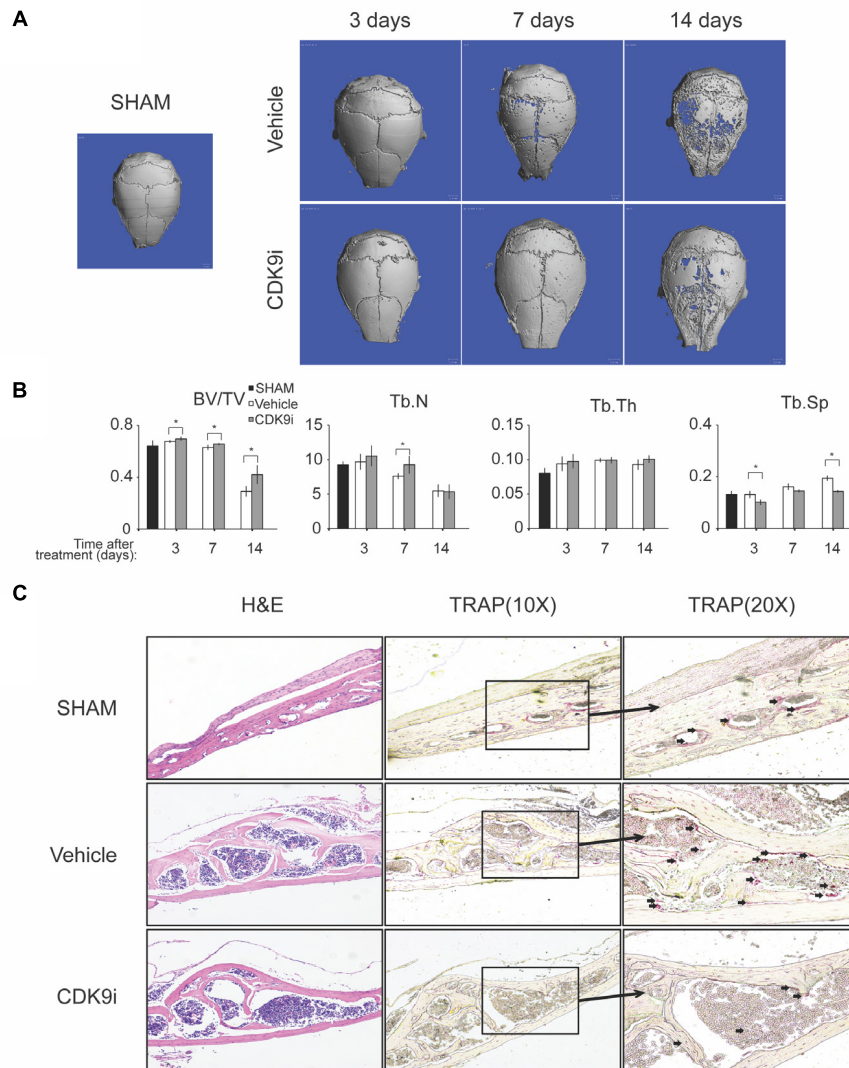 A
3 days
7 days
14 days
SHAM
Vehicle
CDK9i
B
BV/TV
SHAM
Vehicle
CDK9i
Tb.N
Tb.Th
Tb.Sp
0.8
0.4
0
* * *
15
10
5
0
*
0.15
0.10
0.05
0
0.4
0.2
0
* *
Time after
treatment (days):
3 7 14
3 7 14
3 7 14
3 7 14
C
H&E
TRAP(10X)
TRAP(20X)
SHAM
Vehicle
CDK9i